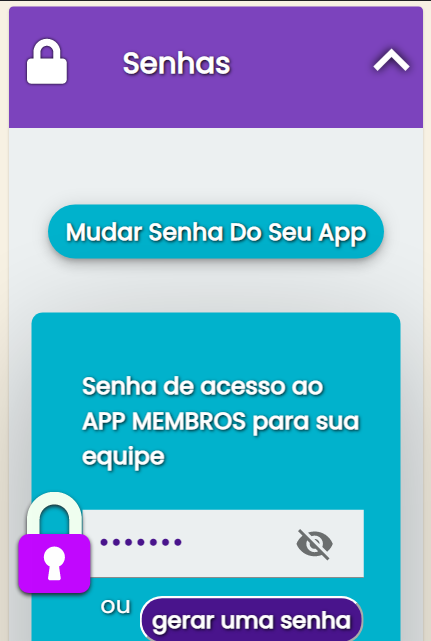 Senhas
Mudar Senha Do Seu App
Senha de acesso ao
APP MEMBROS para sua
equipe
•••••••
ou
gerar uma senha